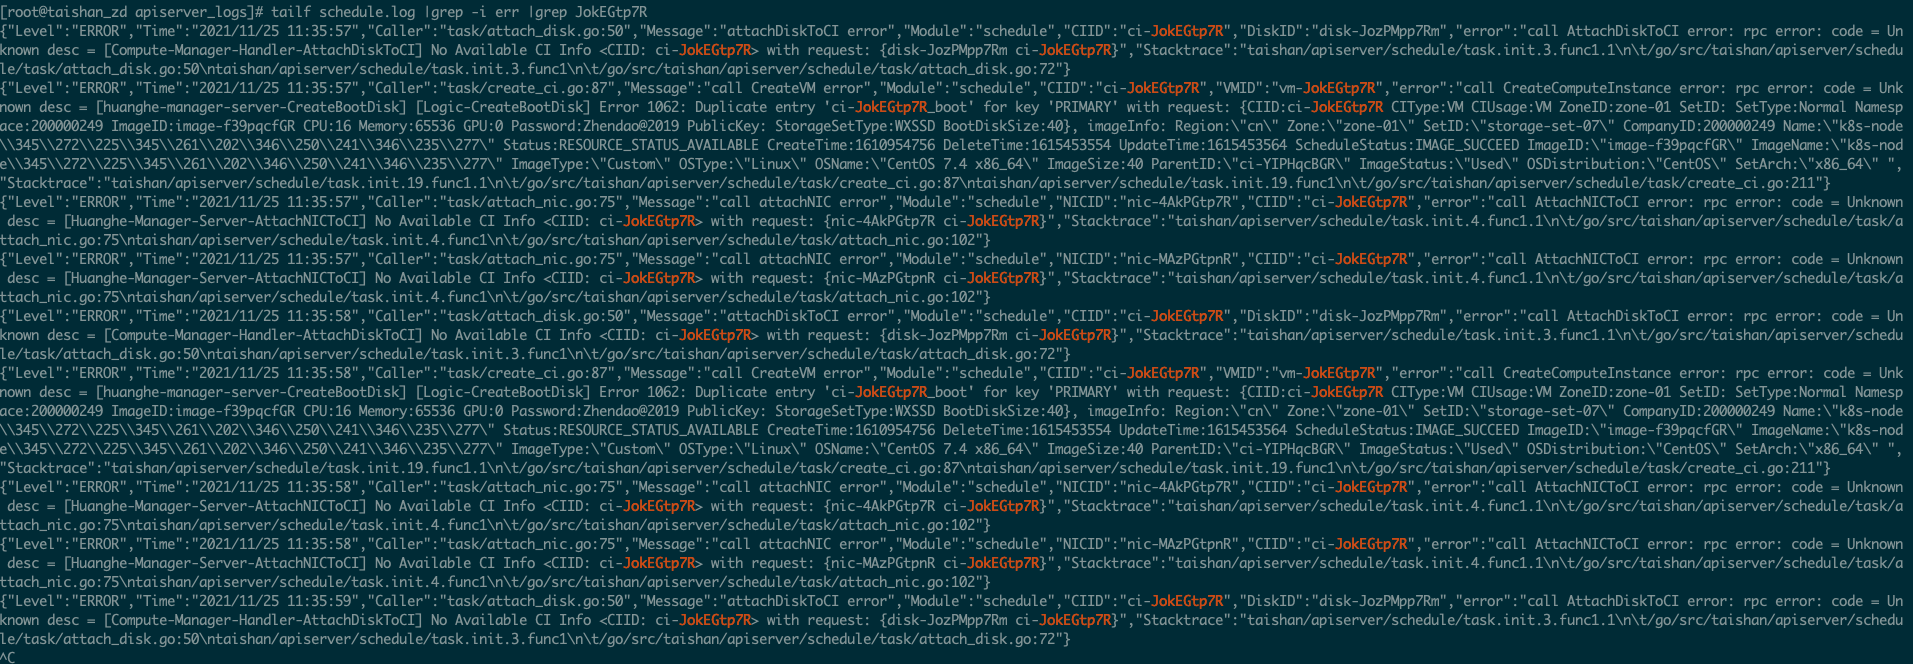 [root@taishan_zd apiserver_logs]# tailf schedule.log |grep -i err |grep JokEGtp7R
{"Level":"ERROR","Time":"2021/11/25 11:35:57","Caller":"task/attach_disk.go:50","Message":"attachDiskToCI error","Module":"schedule","CIID":"ci-JokEGtp7R","DiskID":"disk-JozPMpp7Rm","error":"call AttachDiskToCI error: rpc error: code = Un
known desc = [Compute-Manager-Handler-AttachDiskToCI] No Available CI Info <CIID: ci-JokEGtp7R> with request: {disk-JozPMpp7Rm ci-JokEGtp7R}","Stacktrace":"taishan/apiserver/schedule/task.init.3.func1.1\n\t/go/src/taishan/apiserver/schedu
le/task/attach_disk.go:50\ntaishan/apiserver/schedule/task.init.3.func1\n\t/go/src/taishan/apiserver/schedule/task/attach_disk.go:72"}
{"Level":"ERROR","Time":"2021/11/25 11:35:57","Caller":"task/create_ci.go:87","Message":"call CreateVM error","Module":"schedule","CIID":"ci-JokEGtp7R","VMID":"vm-JokEGtp7R","error":"call CreateComputeInstance error: rpc error: code = Unk
nown desc = [huanghe-manager-server-CreateBootDisk] [Logic-CreateBootDisk] Error 1062: Duplicate entry 'ci-JokEGtp7R_boot' for key 'PRIMARY' with request: {CIID:ci-JokEGtp7R CIType:VM CIUsage:VM ZoneID:zone-01 SetID: SetType:Normal Namesp
ace:200000249 ImageID:image-f39pqcfGR CPU:16 Memory:65536 GPU:0 Password:Zhendao@2019 PublicKey: StorageSetType:WXSSD BootDiskSize:40}, imageInfo: Region:\"cn\" Zone:\"zone-01\" SetID:\"storage-set-07\" CompanyID:200000249 Name:\"k8s-node
\\345\\272\\225\\345\\261\\202\\346\\250\\241\\346\\235\\277\" Status:RESOURCE_STATUS_AVAILABLE CreateTime:1610954756 DeleteTime:1615453554 UpdateTime:1615453564 ScheduleStatus:IMAGE_SUCCEED ImageID:\"image-f39pqcfGR\" ImageName:\"k8s-nod
e\\345\\272\\225\\345\\261\\202\\346\\250\\241\\346\\235\\277\" ImageType:\"Custom\" OSType:\"Linux\" OSName:\"CentOS 7.4 x86_64\" ImageSize:40 ParentID:\"ci-YIPHqcBGR\" ImageStatus:\"Used\" OSDistribution:\"CentOS\" SetArch:\"x86_64\" ",
"Stacktrace":"taishan/apiserver/schedule/task.init.19.func1.1\n\t/go/src/taishan/apiserver/schedule/task/create_ci.go:87\ntaishan/apiserver/schedule/task.init.19.func1\n\t/go/src/taishan/apiserver/schedule/task/create_ci.go:211"}
{"Level":"ERROR","Time":"2021/11/25 11:35:57","Caller":"task/attach_nic.go:75","Message":"call attachNIC error","Module":"schedule","NICID":"nic-4AkPGtp7R","CIID":"ci-JokEGtp7R","error":"call AttachNICToCI error: rpc error: code = Unknown
 desc = [Huanghe-Manager-Server-AttachNICToCI] No Available CI Info <CIID: ci-JokEGtp7R> with request: {nic-4AkPGtp7R ci-JokEGtp7R}","Stacktrace":"taishan/apiserver/schedule/task.init.4.func1.1\n\t/go/src/taishan/apiserver/schedule/task/a
ttach_nic.go:75\ntaishan/apiserver/schedule/task.init.4.func1\n\t/go/src/taishan/apiserver/schedule/task/attach_nic.go:102"}
{"Level":"ERROR","Time":"2021/11/25 11:35:57","Caller":"task/attach_nic.go:75","Message":"call attachNIC error","Module":"schedule","NICID":"nic-MAzPGtpnR","CIID":"ci-JokEGtp7R","error":"call AttachNICToCI error: rpc error: code = Unknown
 desc = [Huanghe-Manager-Server-AttachNICToCI] No Available CI Info <CIID: ci-JokEGtp7R> with request: {nic-MAzPGtpnR ci-JokEGtp7R}","Stacktrace":"taishan/apiserver/schedule/task.init.4.func1.1\n\t/go/src/taishan/apiserver/schedule/task/a
ttach_nic.go:75\ntaishan/apiserver/schedule/task.init.4.func1\n\t/go/src/taishan/apiserver/schedule/task/attach_nic.go:102"}
{"Level":"ERROR","Time":"2021/11/25 11:35:58","Caller":"task/attach_disk.go:50","Message":"attachDiskToCI error","Module":"schedule","CIID":"ci-JokEGtp7R","DiskID":"disk-JozPMpp7Rm","error":"call AttachDiskToCI error: rpc error: code = Un
known desc = [Compute-Manager-Handler-AttachDiskToCI] No Available CI Info <CIID: ci-JokEGtp7R> with request: {disk-JozPMpp7Rm ci-JokEGtp7R}","Stacktrace":"taishan/apiserver/schedule/task.init.3.func1.1\n\t/go/src/taishan/apiserver/schedu
le/task/attach_disk.go:50\ntaishan/apiserver/schedule/task.init.3.func1\n\t/go/src/taishan/apiserver/schedule/task/attach_disk.go:72"}
{"Level":"ERROR","Time":"2021/11/25 11:35:58","Caller":"task/create_ci.go:87","Message":"call CreateVM error","Module":"schedule","CIID":"ci-JokEGtp7R","VMID":"vm-JokEGtp7R","error":"call CreateComputeInstance error: rpc error: code = Unk
nown desc = [huanghe-manager-server-CreateBootDisk] [Logic-CreateBootDisk] Error 1062: Duplicate entry 'ci-JokEGtp7R_boot' for key 'PRIMARY' with request: {CIID:ci-JokEGtp7R CIType:VM CIUsage:VM ZoneID:zone-01 SetID: SetType:Normal Namesp
ace:200000249 ImageID:image-f39pqcfGR CPU:16 Memory:65536 GPU:0 Password:Zhendao@2019 PublicKey: StorageSetType:WXSSD BootDiskSize:40}, imageInfo: Region:\"cn\" Zone:\"zone-01\" SetID:\"storage-set-07\" CompanyID:200000249 Name:\"k8s-node
\\345\\272\\225\\345\\261\\202\\346\\250\\241\\346\\235\\277\" Status:RESOURCE_STATUS_AVAILABLE CreateTime:1610954756 DeleteTime:1615453554 UpdateTime:1615453564 ScheduleStatus:IMAGE_SUCCEED ImageID:\"image-f39pqcfGR\" ImageName:\"k8s-nod
e\\345\\272\\225\\345\\261\\202\\346\\250\\241\\346\\235\\277\" ImageType:\"Custom\" OSType:\"Linux\" OSName:\"CentOS 7.4 x86_64\" ImageSize:40 ParentID:\"ci-YIPHqcBGR\" ImageStatus:\"Used\" OSDistribution:\"CentOS\" SetArch:\"x86_64\" ",
"Stacktrace":"taishan/apiserver/schedule/task.init.19.func1.1\n\t/go/src/taishan/apiserver/schedule/task/create_ci.go:87\ntaishan/apiserver/schedule/task.init.19.func1\n\t/go/src/taishan/apiserver/schedule/task/create_ci.go:211"}
{"Level":"ERROR","Time":"2021/11/25 11:35:58","Caller":"task/attach_nic.go:75","Message":"call attachNIC error","Module":"schedule","NICID":"nic-4AkPGtp7R","CIID":"ci-JokEGtp7R","error":"call AttachNICToCI error: rpc error: code = Unknown
 desc = [Huanghe-Manager-Server-AttachNICToCI] No Available CI Info <CIID: ci-JokEGtp7R> with request: {nic-4AkPGtp7R ci-JokEGtp7R}","Stacktrace":"taishan/apiserver/schedule/task.init.4.func1.1\n\t/go/src/taishan/apiserver/schedule/task/a
ttach_nic.go:75\ntaishan/apiserver/schedule/task.init.4.func1\n\t/go/src/taishan/apiserver/schedule/task/attach_nic.go:102"}
{"Level":"ERROR","Time":"2021/11/25 11:35:58","Caller":"task/attach_nic.go:75","Message":"call attachNIC error","Module":"schedule","NICID":"nic-MAzPGtpnR","CIID":"ci-JokEGtp7R","error":"call AttachNICToCI error: rpc error: code = Unknown
 desc = [Huanghe-Manager-Server-AttachNICToCI] No Available CI Info <CIID: ci-JokEGtp7R> with request: {nic-MAzPGtpnR ci-JokEGtp7R}","Stacktrace":"taishan/apiserver/schedule/task.init.4.func1.1\n\t/go/src/taishan/apiserver/schedule/task/a
ttach_nic.go:75\ntaishan/apiserver/schedule/task.init.4.func1\n\t/go/src/taishan/apiserver/schedule/task/attach_nic.go:102"}
{"Level":"ERROR","Time":"2021/11/25 11:35:59","Caller":"task/attach_disk.go:50","Message":"attachDiskToCI error","Module":"schedule","CIID":"ci-JokEGtp7R","DiskID":"disk-JozPMpp7Rm","error":"call AttachDiskToCI error: rpc error: code = Un
known desc = [Compute-Manager-Handler-AttachDiskToCI] No Available CI Info <CIID: ci-JokEGtp7R> with request: {disk-JozPMpp7Rm ci-JokEGtp7R}","Stacktrace":"taishan/apiserver/schedule/task.init.3.func1.1\n\t/go/src/taishan/apiserver/schedu
le/task/attach_disk.go:50\ntaishan/apiserver/schedule/task.init.3.func1\n\t/go/src/taishan/apiserver/schedule/task/attach_disk.go:72"}
^C